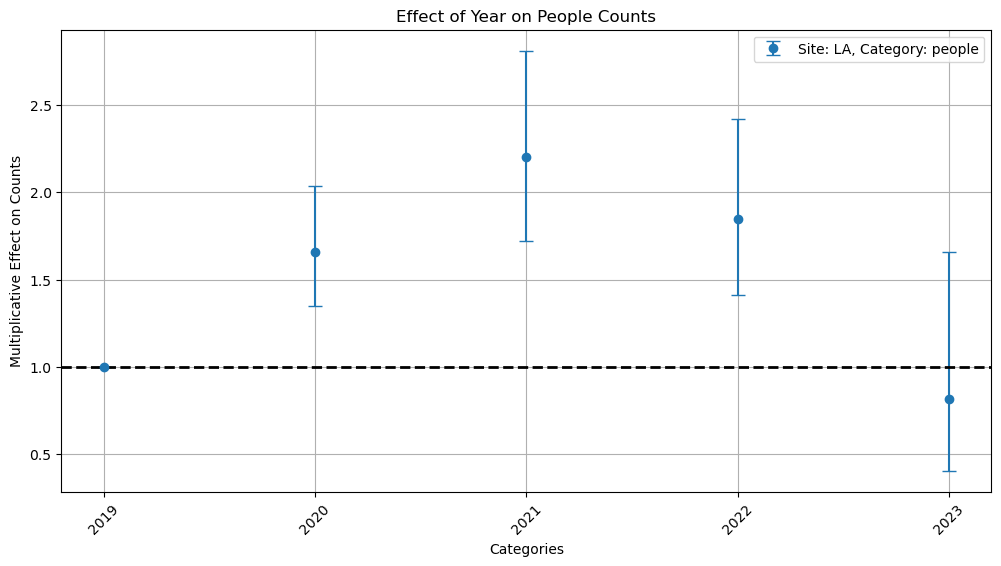 Effect of Year on People Counts
Site: LA, Category: people
Multiplicative Effect on Counts
2.5
2.0
1.5
1.0
0.5
2019
2020
2021
2022
2023
Categories